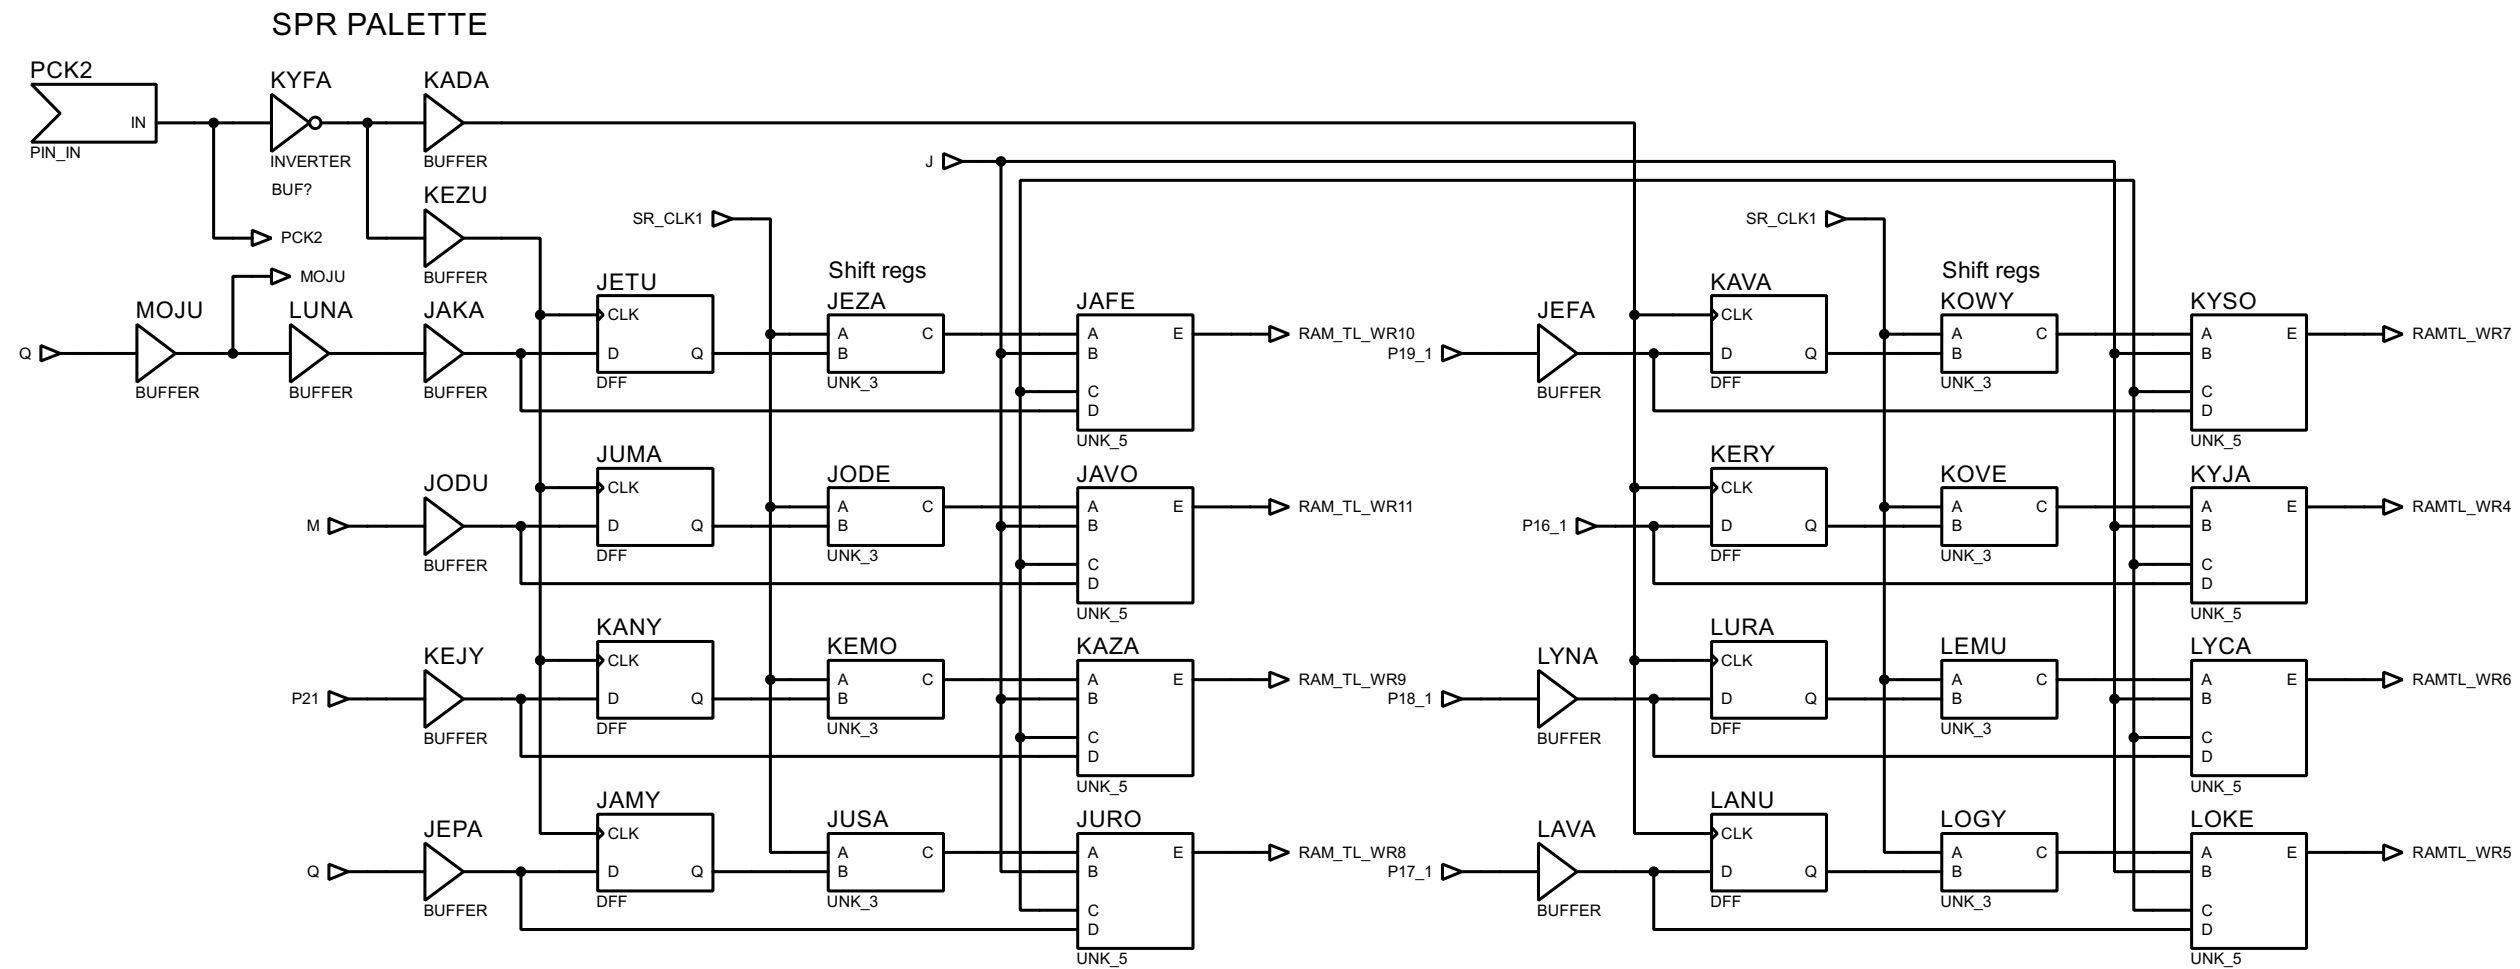 SPR PALETTE
PCK2
IN
PIN_IN
KYFA
INVERTER
BUF?
KADA
BUFFER
KEZU
BUFFER
PCK2
MOJU
Q
MOJU
BUFFER
LUNA
BUFFER
JAKA
BUFFER
J
SR_CLK1
Shift regs
JETU
CLK
D Q
DFF
JEZA
A C
B
UNK_3
JAFE
A E
B
C
D
UNK_5
RAM_TL_WR10
M
JODU
BUFFER
JUMA
CLK
D Q
DFF
JODE
A C
B
UNK_3
JAVO
A E
B
C
D
UNK_5
RAM_TL_WR11
P21
KEJY
BUFFER
KANY
CLK
D Q
DFF
KEMO
A C
B
UNK_3
KAZA
A E
B
C
D
UNK_5
RAM_TL_WR9
Q
JEPA
BUFFER
JAMY
CLK
D Q
DFF
JUSA
A C
B
UNK_3
JURO
A E
B
C
D
UNK_5
RAM_TL_WR8
SR_CLK1
Shift regs
P19_1
JEFA
BUFFER
KAVA
CLK
D Q
DFF
KOWY
A C
B
UNK_3
KYSO
A E
B
C
D
UNK_5
RAMTL_WR7
P16_1
KERY
CLK
D Q
DFF
KOVE
A C
B
UNK_3
KYJA
A E
B
C
D
UNK_5
RAMTL_WR4
P18_1
LYNA
BUFFER
LURA
CLK
D Q
DFF
LEMU
A C
B
UNK_3
LYCA
A E
B
C
D
UNK_5
RAMTL_WR6
P17_1
LAVA
BUFFER
LANU
CLK
D Q
DFF
LOGY
A C
B
UNK_3
LOKE
A E
B
C
D
UNK_5
RAMTL_WR5